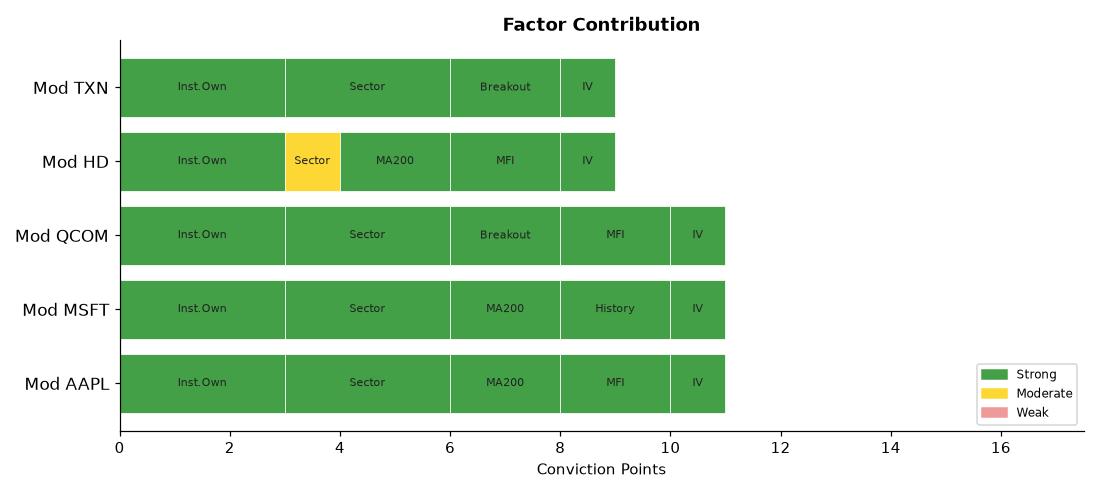 Factor Contribution
Mod TXN Inst.Own Sector Breakout IV
Mod HD Inst.Own Sector MA200 MFI IV
Mod QCOM Inst.Own Sector Breakout MFI IV
Mod MSFT Inst.Own Sector MA200 History IV
Mod AAPL Inst.Own Sector MA200 MFI IV
Strong
Moderate
Weak
0 2 4 6 8 10 12 14 16
Conviction Points